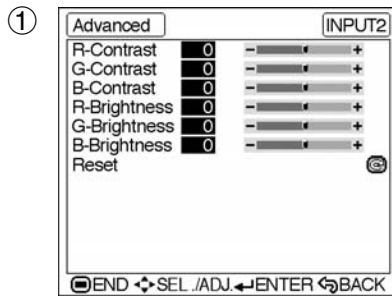 ①
Advanced INPUT2
R-Contrast 0 - +
G-Contrast 0 - +
B-Contrast 0 - +
R-Brightness 0 - +
G-Brightness 0 - +
B-Brightness 0 - +
Reset
END SEL./ADJ. ENTER BACK